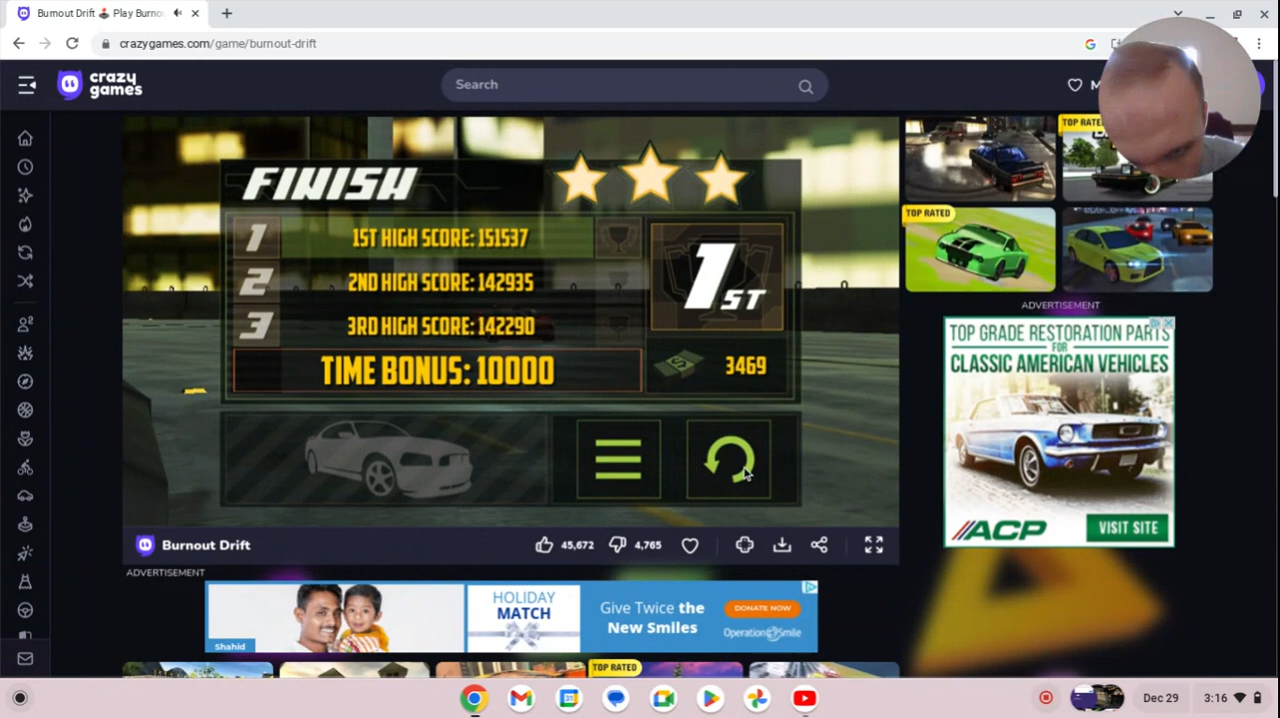 Burnout Drift
Play Burno
crazygames.com/game/burnout-drift
crazy
games
Search
M
FINISH
1
1ST HIGH SCORE: 151537
2
2ND HIGH SCORE: 142935
3
3RD HIGH SCORE: 142290
TIME BONUS: 10000
1ST
3469
Burnout Drift
45,672
4,765
TOP RATED
TOP RATED
ADVERTISEMENT
TOP GRADE RESTORATION PARTS
FOR
CLASSIC AMERICAN VEHICLES
ACP
VISIT SITE
ADVERTISEMENT
Shahid
HOLIDAY
MATCH
Give Twice the
New Smiles
DONATE NOW
Operation Smile
TOP RATED
31
Dec 29
3:16